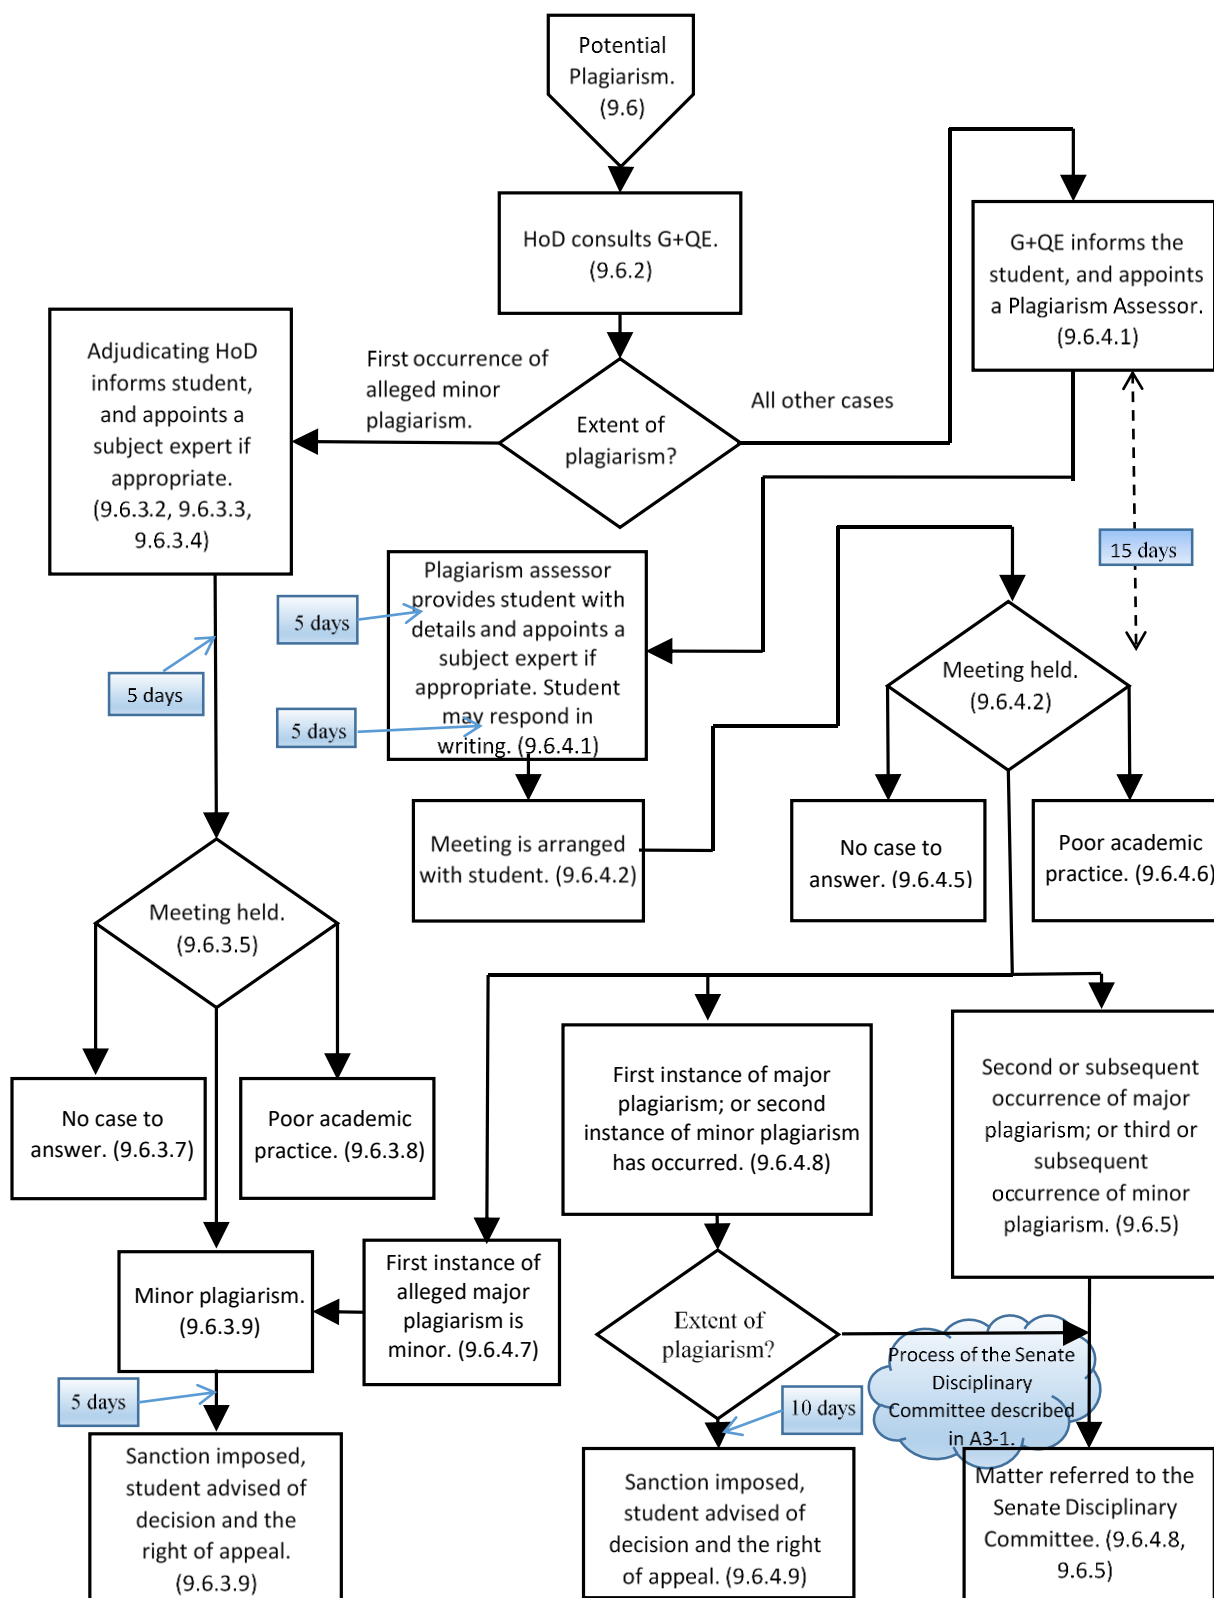 Potential
Plagiarism.
(9.6)
HoD consults G+QE.
(9.6.2)
G+QE informs the
student, and appoints
a Plagiarism Assessor.
(9.6.4.1)
Adjudicating HoD
informs student,
and appoints a
subject expert if
appropriate.
(9.6.3.2, 9.6.3.3,
9.6.3.4)
First occurrence of
alleged minor
plagiarism.
Extent of
plagiarism?
All other cases
15 days
Plagiarism assessor
provides student with
details and appoints a
subject expert if
appropriate. Student
may respond in
writing. (9.6.4.1)
5 days
5 days
5 days
Meeting held.
(9.6.4.2)
Meeting is arranged
with student. (9.6.4.2)
No case to
answer. (9.6.4.5)
Poor academic
practice. (9.6.4.6)
Meeting held.
(9.6.3.5)
No case to
answer. (9.6.3.7)
Poor academic
practice. (9.6.3.8)
First instance of major
plagiarism; or second
instance of minor plagiarism
has occurred. (9.6.4.8)
Second or subsequent
occurrence of major
plagiarism; or third or
subsequent
occurrence of minor
plagiarism. (9.6.5)
Minor plagiarism.
(9.6.3.9)
First instance of
alleged major
plagiarism is
minor. (9.6.4.7)
Extent of
plagiarism?
Process of the Senate
Disciplinary
Committee described
in A3-1.
5 days
10 days
Sanction imposed,
student advised of
decision and the
right of appeal.
(9.6.3.9)
Sanction imposed,
student advised of
decision and the right
of appeal. (9.6.4.9)
Matter referred to the
Senate Disciplinary
Committee. (9.6.4.8,
9.6.5)